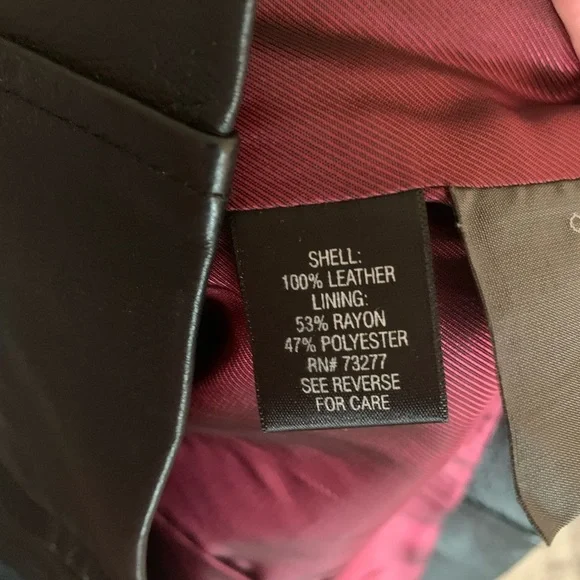 SHELL:
100% LEATHER
LINING:
53% RAYON
47% POLYESTER
RN# 73277
SEE REVERSE
FOR CARE